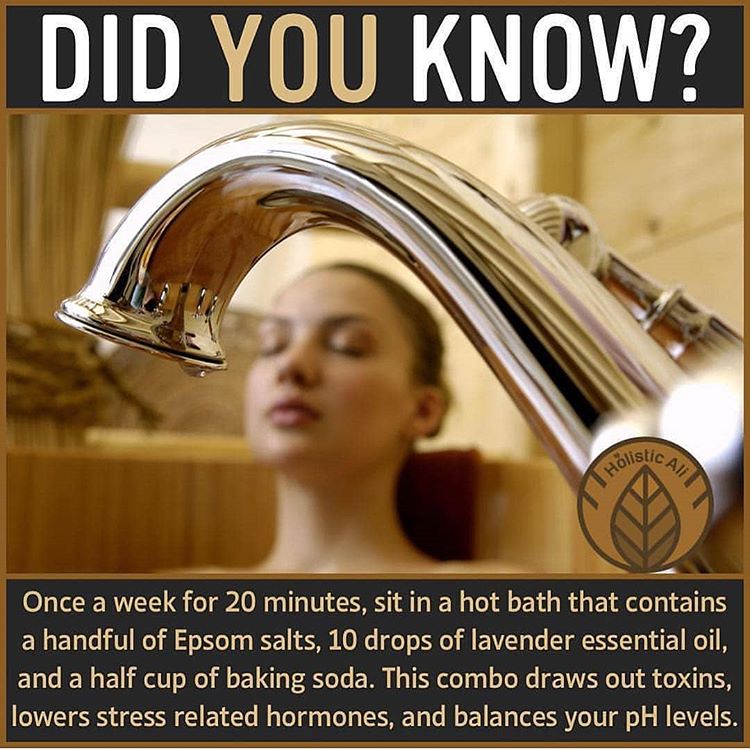 DID YOU KNOW?
Holistic Ali
Once a week for 20 minutes, sit in a hot bath that contains
a handful of Epsom salts, 10 drops of lavender essential oil,
and a half cup of baking soda. This combo draws out toxins,
lowers stress related hormones, and balances your pH levels.